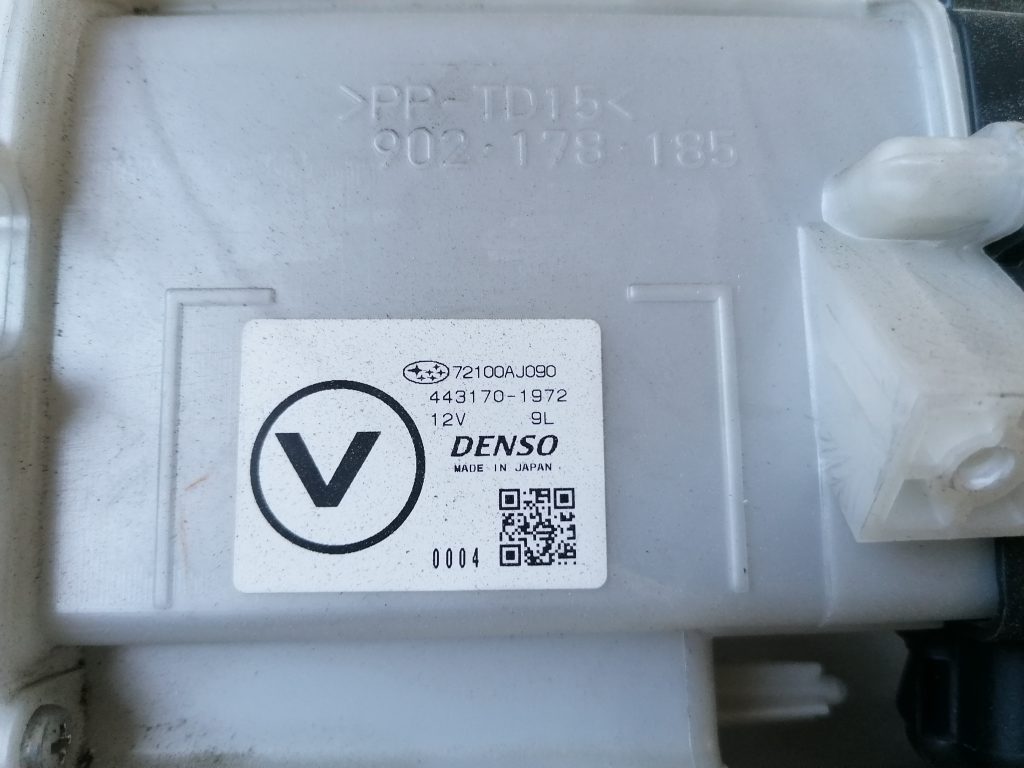 >PP-TD15<
902·178·185
72100AJ090
443170-1972
12V 9L
DENSO
MADE IN JAPAN
V
0004